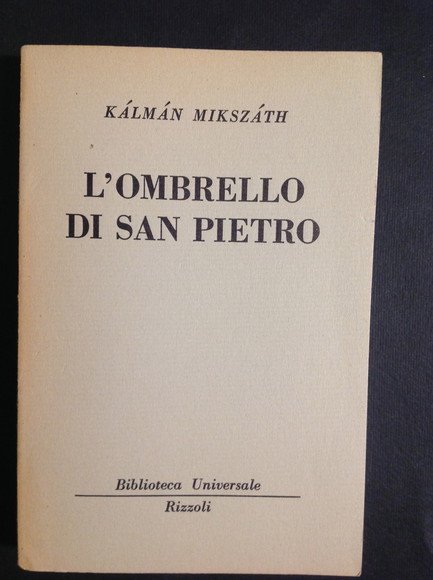 KÁLMÁN MIKSZÁTH
L'OMBRELLO
DI SAN PIETRO
Biblioteca Universale
Rizzoli